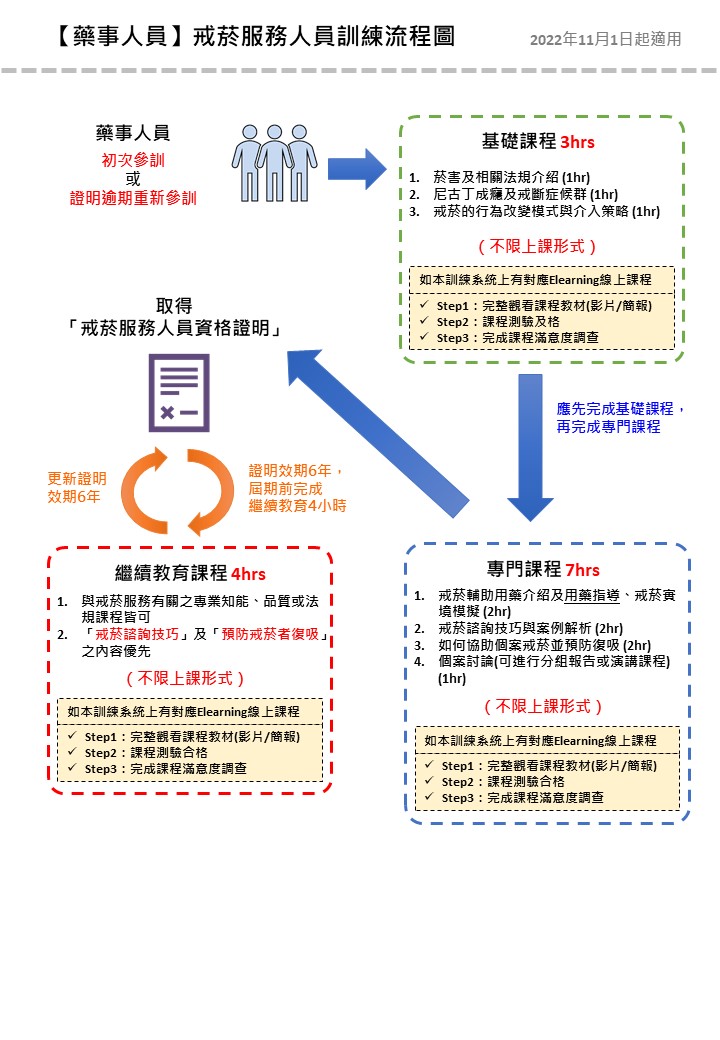 【藥事人員】戒菸服務人員訓練流程圖
2022年11月1日起適用
藥事人員
初次參訓
或
證明逾期重新參訓
基礎課程 3hrs
1. 菸害及相關法規介紹 (1hr)
2. 尼古丁成癮及戒斷症候群 (1hr)
3. 戒菸的行為改變模式與介入策略 (1hr)
（不限上課形式）
如本訓練系統上有對應Elearning線上課程
✓ Step1：完整觀看課程教材(影片/簡報)
✓ Step2：課程測驗及格
✓ Step3：完成課程滿意度調查
取得
「戒菸服務人員資格證明」
應先完成基礎課程，
再完成專門課程
更新證明
效期6年
證明效期6年，
屆期前完成
繼續教育4小時
繼續教育課程 4hrs
1. 與戒菸服務有關之專業知能、品質或法
規課程皆可
2. 「戒菸諮詢技巧」及「預防戒菸者復吸」
之內容優先
（不限上課形式）
如本訓練系統上有對應Elearning線上課程
✓ Step1：完整觀看課程教材(影片/簡報)
✓ Step2：課程測驗合格
✓ Step3：完成課程滿意度調查
專門課程 7hrs
1. 戒菸輔助用藥介紹及用藥指導、戒菸實
境模擬 (2hr)
2. 戒菸諮詢技巧與案例解析 (2hr)
3. 如何協助個案戒菸並預防復吸 (2hr)
4. 個案討論(可進行分組報告或演講課程)
(1hr)
（不限上課形式）
如本訓練系統上有對應Elearning線上課程
✓ Step1：完整觀看課程教材(影片/簡報)
✓ Step2：課程測驗合格
✓ Step3：完成課程滿意度調查